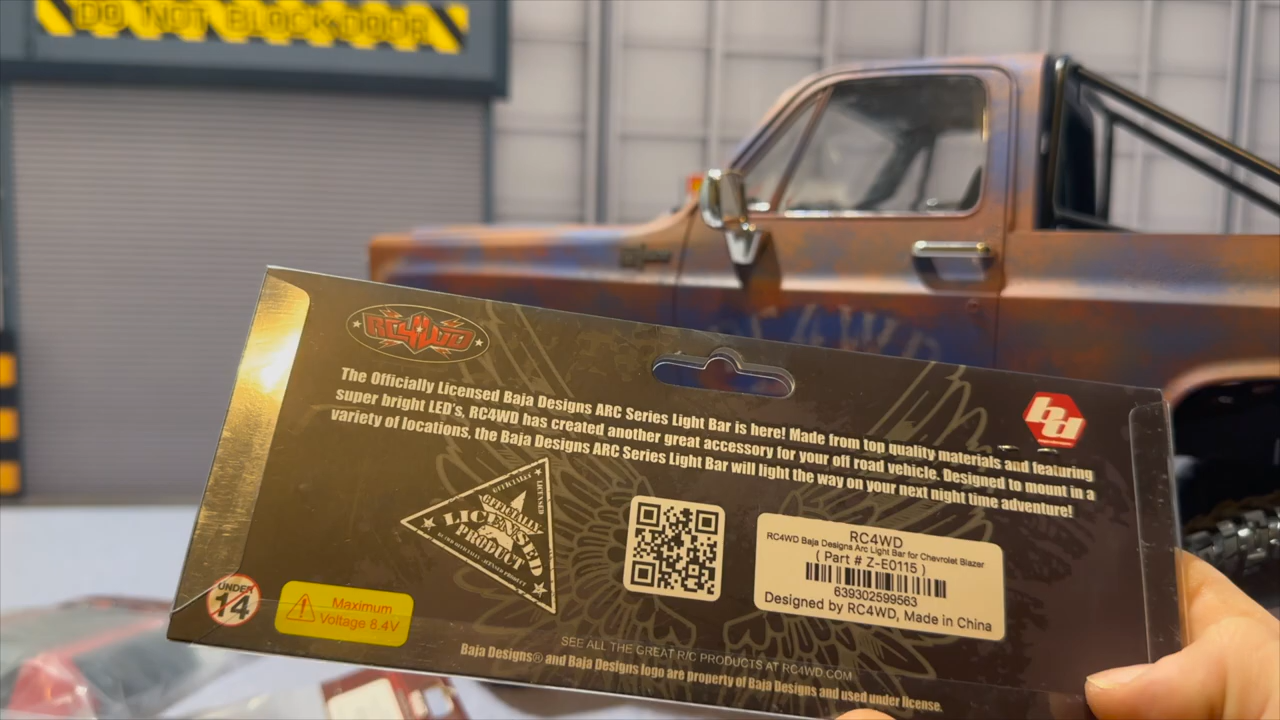 DO NOT BLOCK DOOR
RC4WD
RC4WD
The Officially Licensed Baja Designs ARC Series Light Bar is here! Made from top quality materials and featuring
super bright LED's, RC4WD has created another great accessory for your off road vehicle. Designed to mount in a
variety of locations, the Baja Designs ARC Series Light Bar will light the way on your next night time adventure!
bd
OFFICIALLY LICENSED
OFFICIALLY
LICENSED
PRODUCT
RC4WD
RC4WD Baja Designs Arc Light Bar for Chevrolet Blazer
( Part # Z-E0115 )
639302599563
Designed by RC4WD, Made in China
UNDER
14
Maximum
Voltage 8.4V
SEE ALL THE GREAT R/C PRODUCTS AT RC4WD.COM
Baja Designs® and Baja Designs logo are property of Baja Designs and used under license.